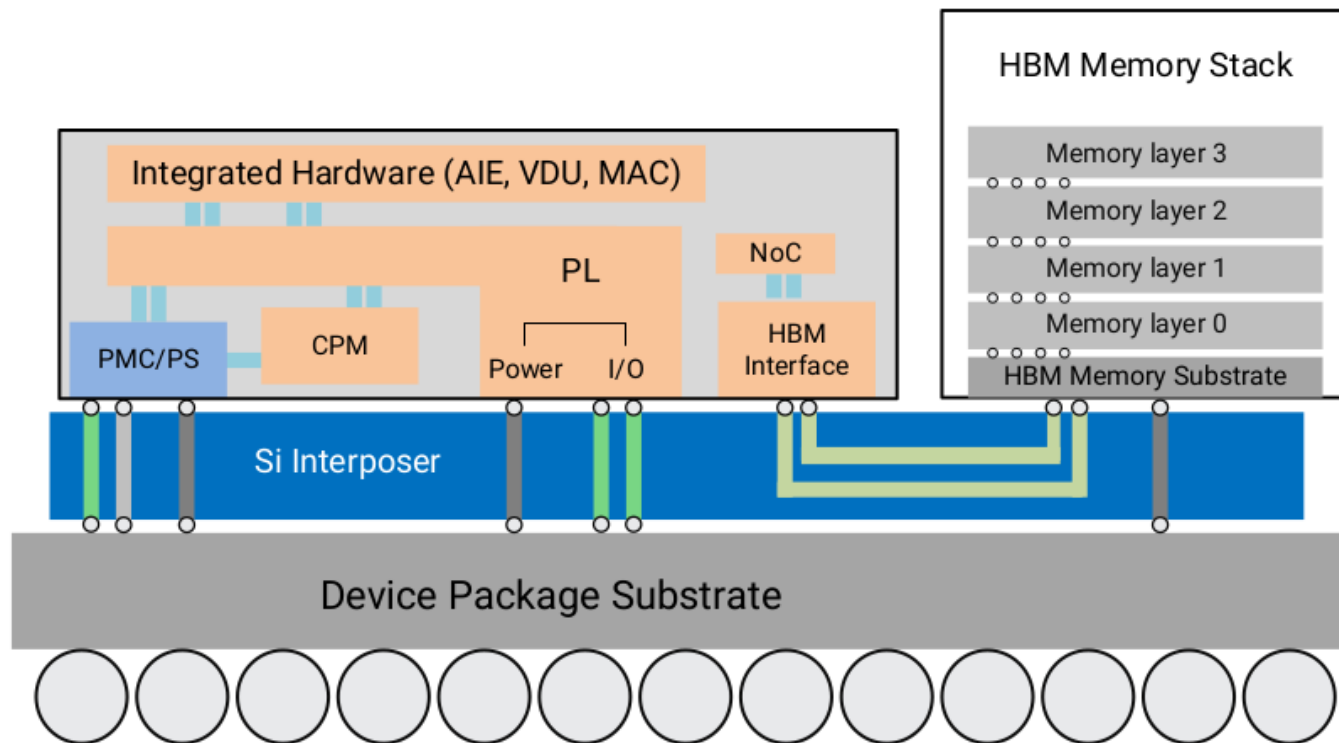 HBM Memory Stack
Memory layer 3
Memory layer 2
Memory layer 1
Memory layer 0
HBM Memory Substrate
Integrated Hardware (AIE, VDU, MAC)
PL
NoC
PMC/PS
CPM
Power
I/O
HBM
Interface
Si Interposer
Device Package Substrate